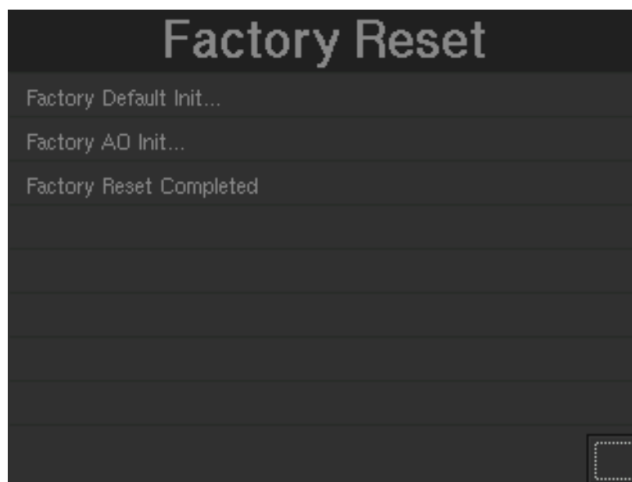 Factory Reset
Factory Default Init...
Factory AO Init...
Factory Reset Completed